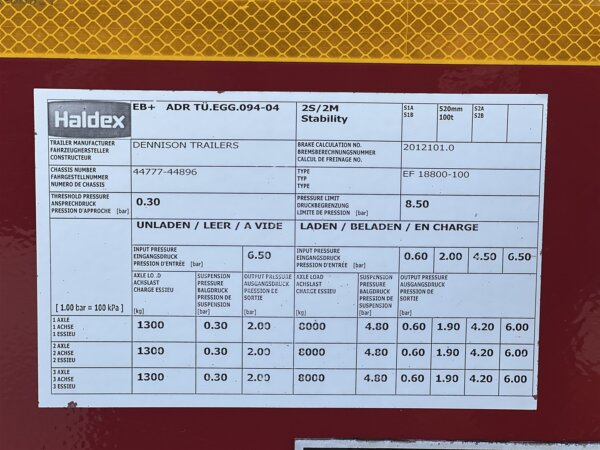 Haldex
EB+ ADR TÜ.EGG.094-04
2S/2M
Stability
S1A 520mm S2A
S1B 100t S2B
TRAILER MANUFACTURER
FAHRZEUGHERSTELLER
CONSTRUCTEUR
DENNISON TRAILERS
BRAKE CALCULATION NO.
BREMSBERECHNUNGSNUMMER
CALCUL DE FREINAGE NO.
2012101.0
CHASSIS NUMBER
FAHRGESTELLNUMMER
NUMERO DE CHASSIS
44777-44896
TYPE
TYP
TYPE
EF 18800-100
THRESHOLD PRESSURE
ANSPRECHDRUCK
PRESSION D'APPROCHE [bar]
0.30
PRESSURE LIMIT
DRUCKBEGRENZUNG
LIMITE DE PRESSION [bar]
8.50
UNLADEN / LEER / A VIDE
LADEN / BELADEN / EN CHARGE
INPUT PRESSURE
EINGANGSDRUCK
PRESSION D'ENTRÉE [bar]
6.50
INPUT PRESSURE
EINGANGSDRUCK
PRESSION D'ENTRÉE [bar]
0.60 2.00 4.50 6.50
[ 1.00 bar = 100 kPa ]
AXLE LO.D
ACHSLAST
CHARGE ESSIEU
[kg]
SUSPENSION
PRESSURE
BALGDRUCK
PRESSION DE
SUSPENSION
[bar]
OUTPUT PRESSURE
AUSGANGSDRUCK
PRESSION DE
SORTIE
[bar]
AXLE LOAD
ACHSLAST
CHARGE ESSIEU
[kg]
SUSPENSION
PRESSURE
BALGDRUCK
PRESSION DE
SUSPENSION
[bar]
OUTPUT PRESSURE
AUSGANGSDRUCK
PRESSION DE
SORTIE
[bar]
1 AXLE
1 ACHSE
1 ESSIEU
1300 0.30 2.00 8000 4.80 0.60 1.90 4.20 6.00
2 AXLE
2 ACHSE
2 ESSIEU
1300 0.30 2.00 8000 4.80 0.60 1.90 4.20 6.00
3 AXLE
3 ACHSE
3 ESSIEU
1300 0.30 2.00 8000 4.80 0.60 1.90 4.20 6.00